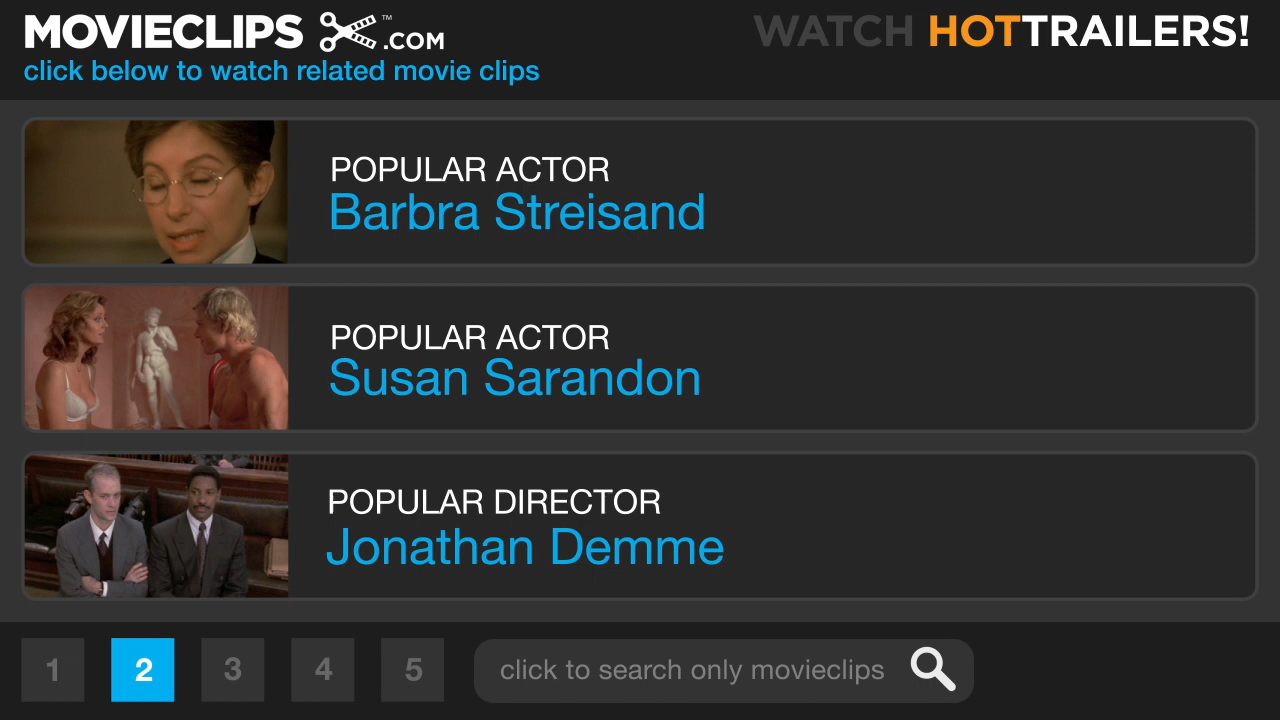 MOVIECLIPS ™ .COM
WATCH HOTTRAILERS!
click below to watch related movie clips
POPULAR ACTOR
Barbra Streisand
POPULAR ACTOR
Susan Sarandon
POPULAR DIRECTOR
Jonathan Demme
1 2 3 4 5 click to search only movieclips